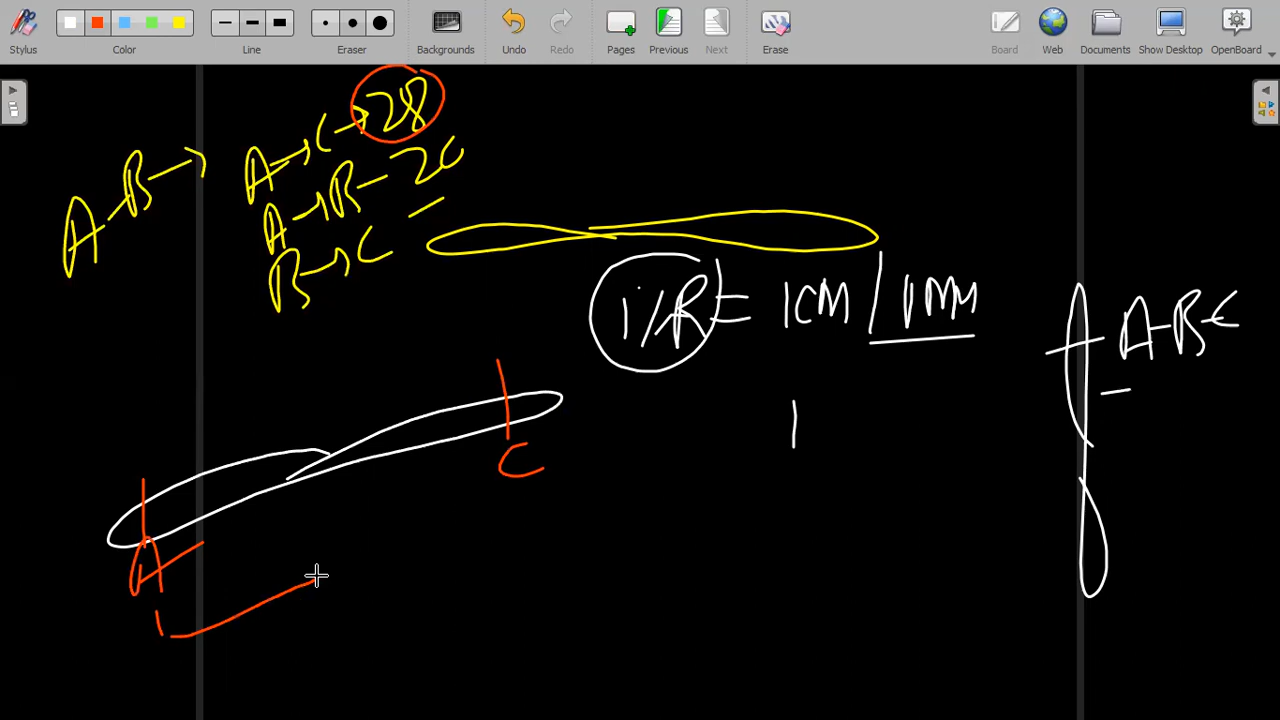 Stylus Color Line Eraser Backgrounds Undo Redo Pages Previous Next Erase Board Web Documents Show Desktop OpenBoard
A-B→
A→C→28
A→B-20
B→C
i/R = 1CM/1MM
A-B-C
1
C
A